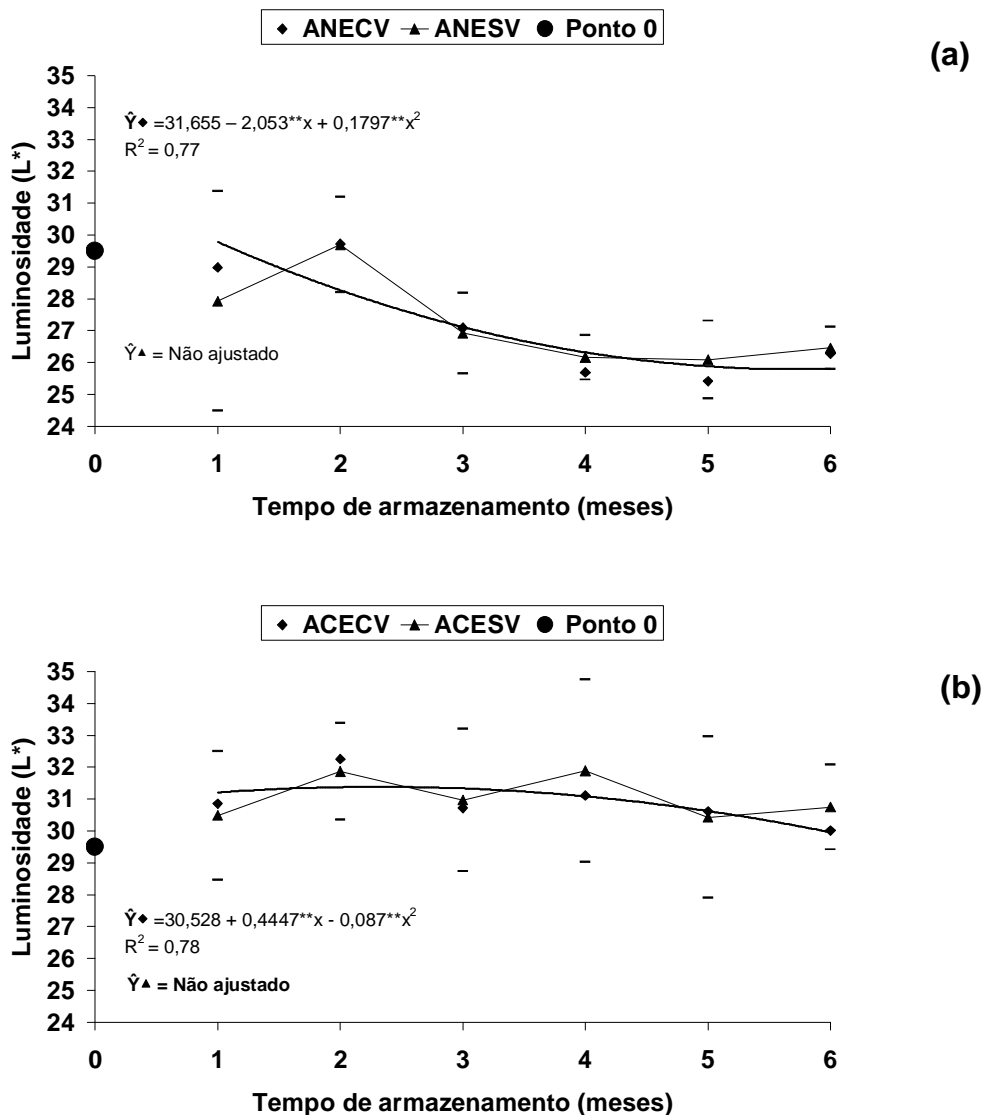 ◆ ANECV ▲ ANESV ● Ponto 0
(a)
35
34
33
32
31
30
29
28
27
26
25
24
Luminosidade (L*)
Ŷ◆ =31,655 – 2,053**x + 0,1797**x²
R² = 0,77
Ŷ▲ = Não ajustado
0 1 2 3 4 5 6
Tempo de armazenamento (meses)
◆ ACECV ▲ ACESV ● Ponto 0
(b)
35
34
33
32
31
30
29
28
27
26
25
24
Luminosidade (L*)
Ŷ◆ =30,528 + 0,4447**x - 0,087**x²
R² = 0,78
Ŷ▲ = Não ajustado
0 1 2 3 4 5 6
Tempo de armazenamento (meses)